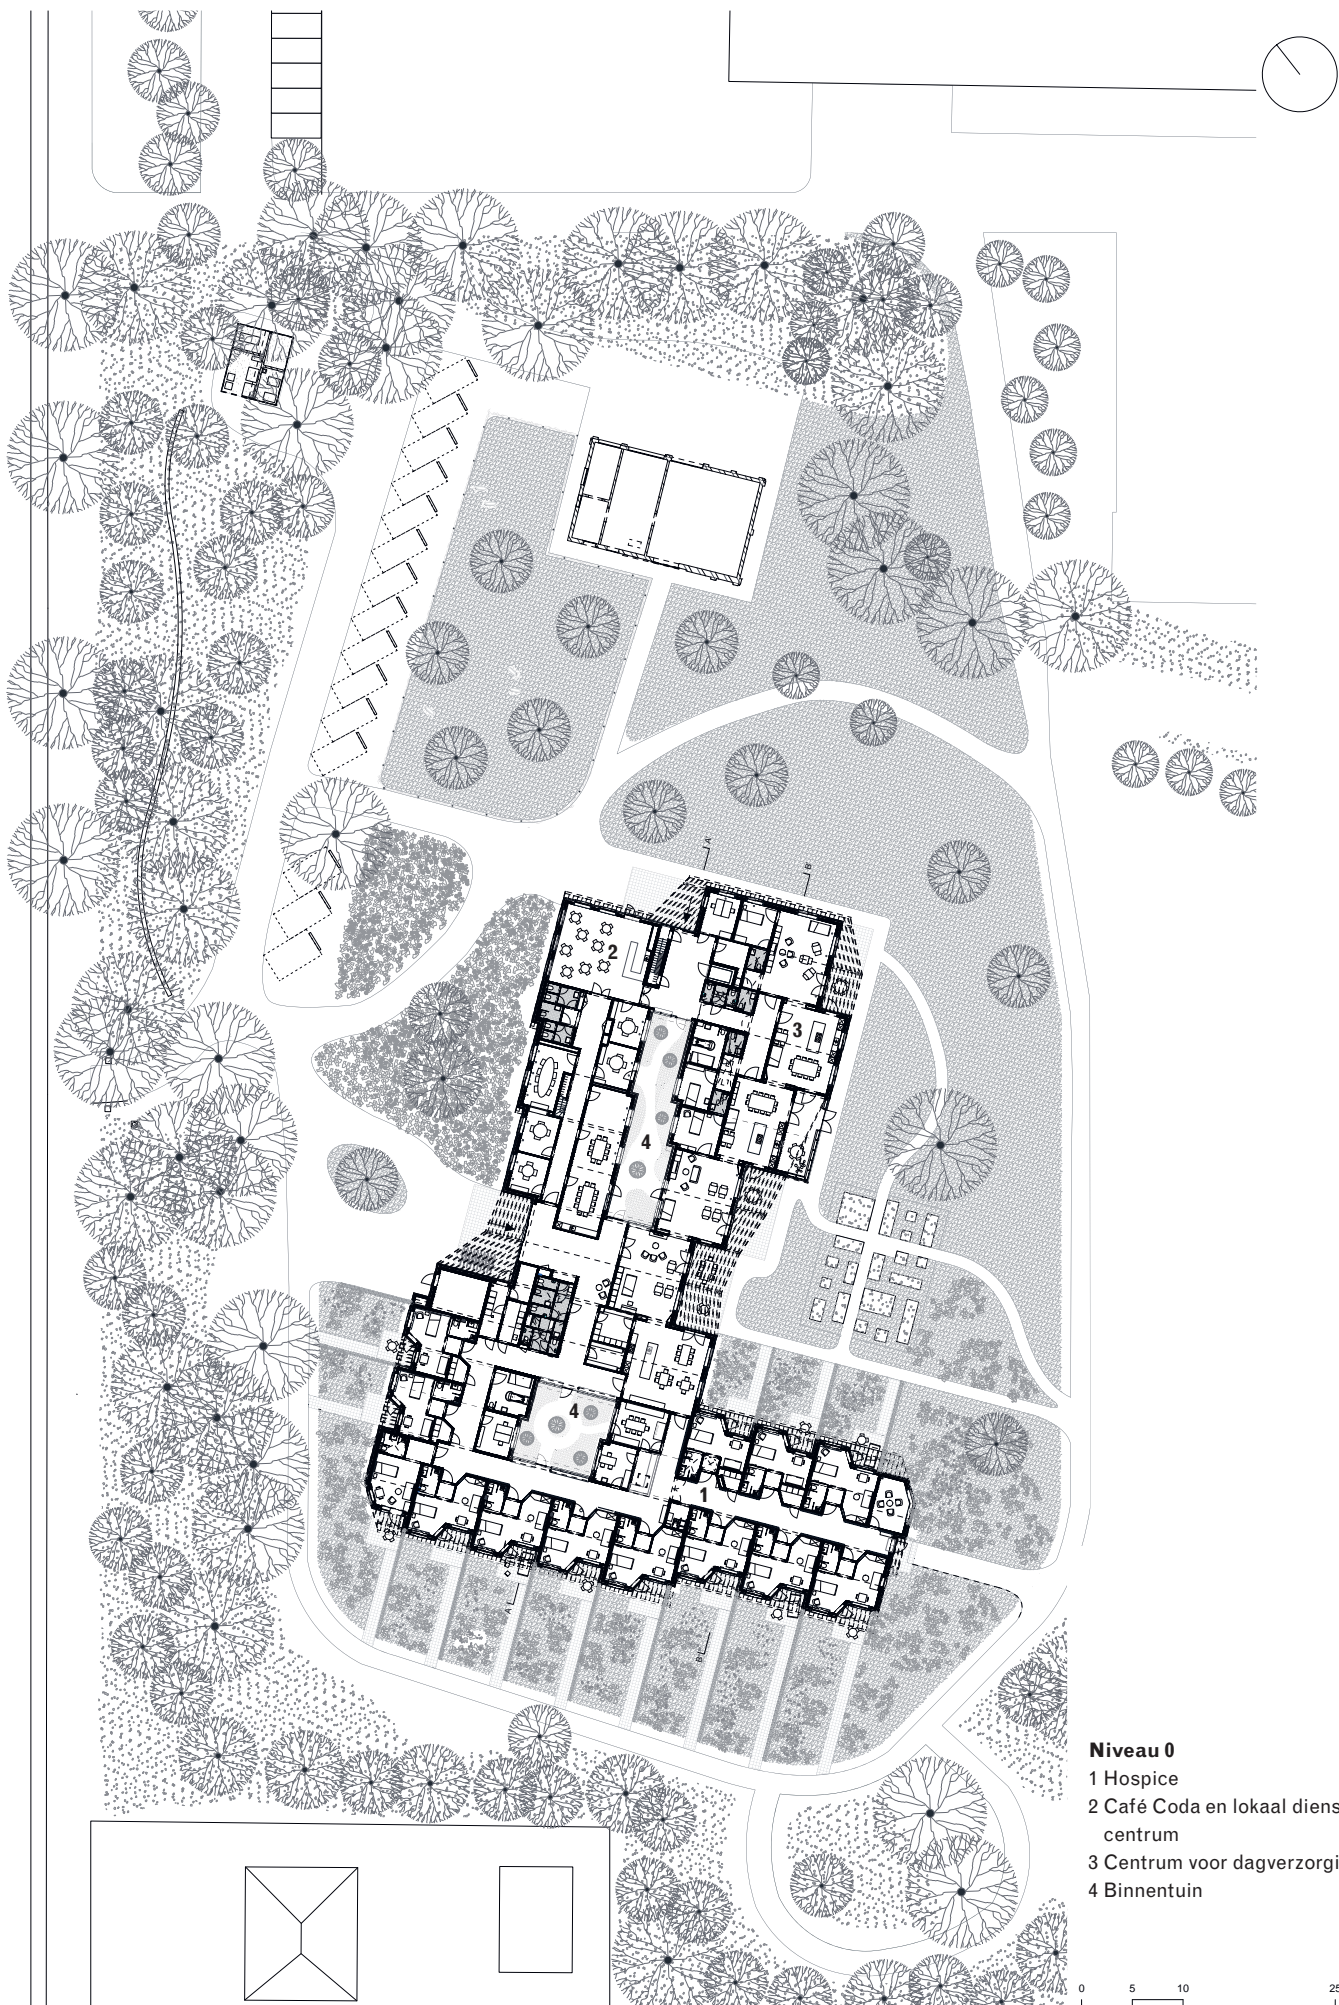 A
B
2
3
4
4
1
A
B
Niveau 0
1 Hospice
2 Café Coda en lokaal diens
centrum
3 Centrum voor dagverzorgi
4 Binnentuin
0 5 10 25